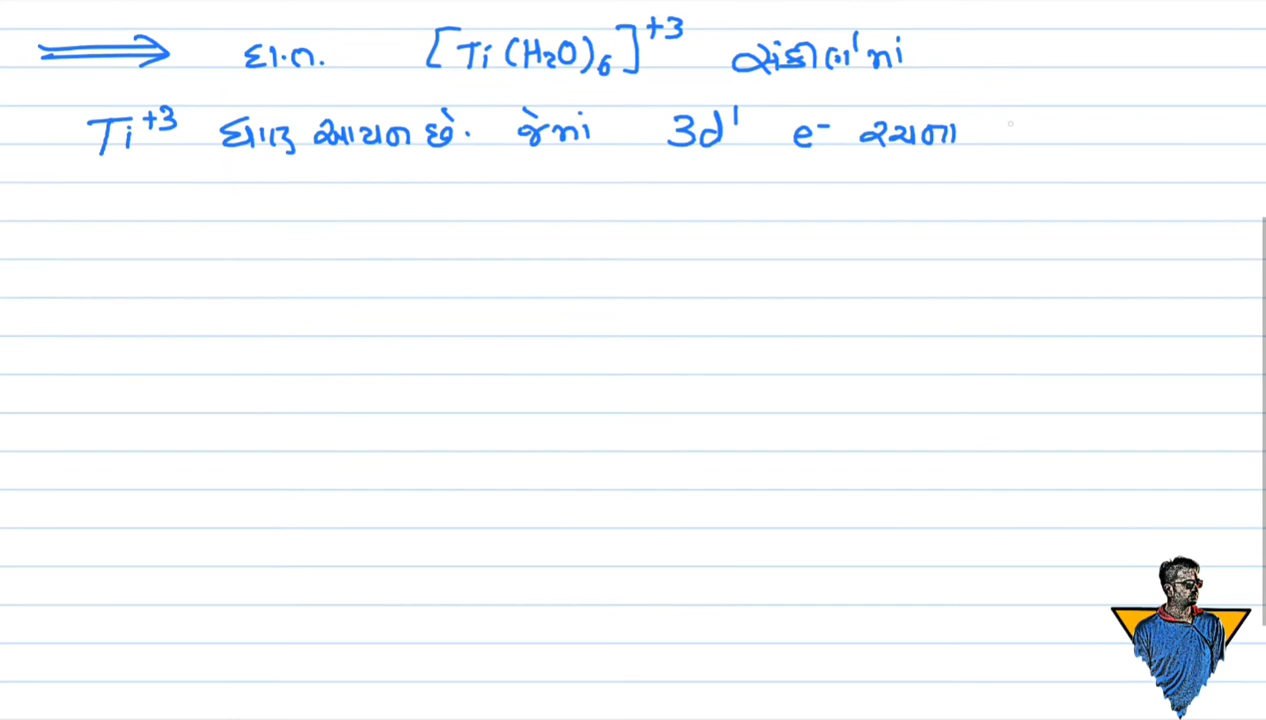 ⟹ દા.ત. [Ti(H₂O)₆]⁺³ સંકીર્ણમાં
Ti⁺³ ધાતુ આયન છે. જેમાં 3d¹ e⁻ રચના